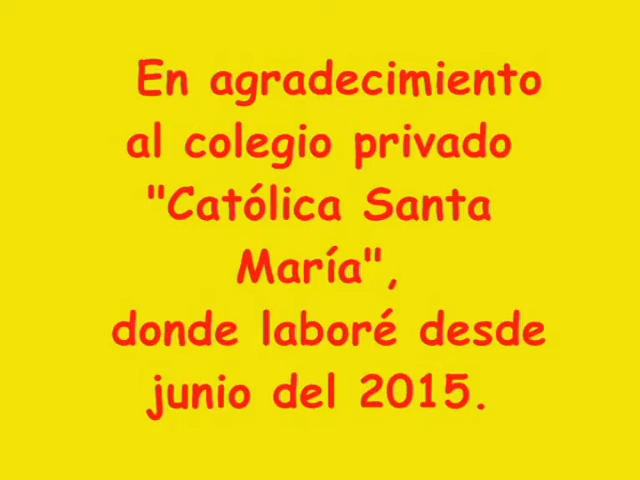 En agradecimiento
al colegio privado
"Católica Santa
María",
donde laboré desde
junio del 2015.